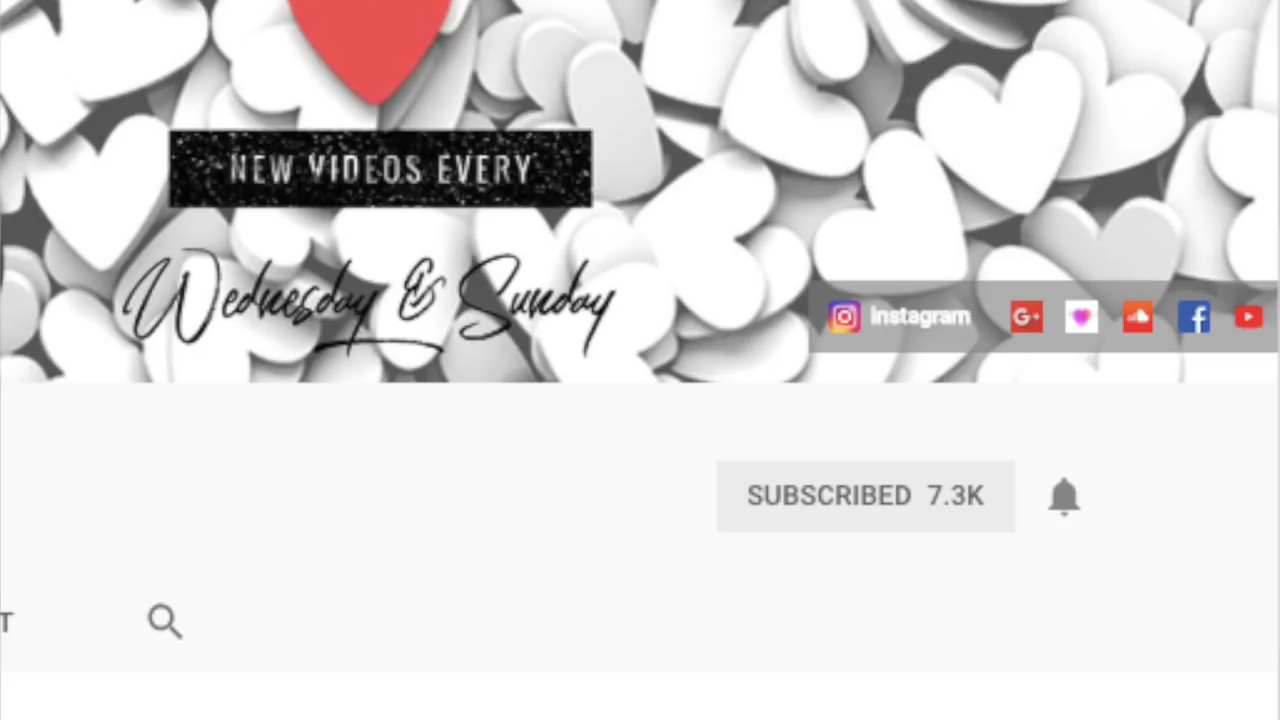 NEW VIDEOS EVERY
Wednesday & Sunday
instagram
G+
f
SUBSCRIBED 7.3K
T